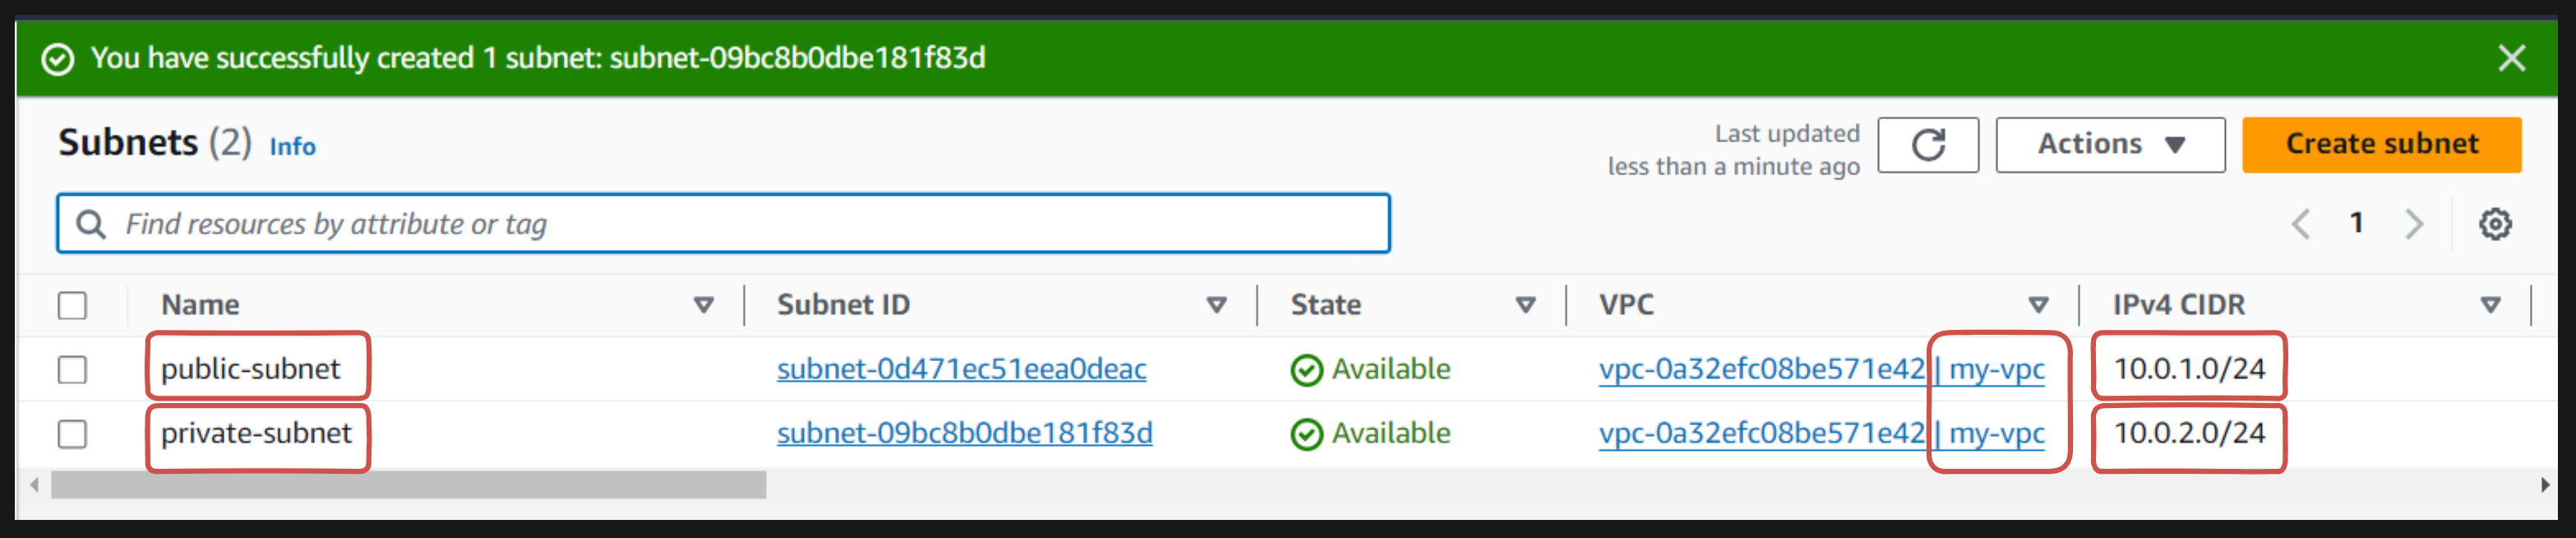 You have successfully created 1 subnet: subnet-09bc8b0dbe181f83d
Subnets (2) Info
Last updated
less than a minute ago
Actions
Create subnet
Find resources by attribute or tag
1
Name Subnet ID State VPC IPv4 CIDR
public-subnet subnet-0d471ec51eea0deac Available vpc-0a32efc08be571e42 | my-vpc 10.0.1.0/24
private-subnet subnet-09bc8b0dbe181f83d Available vpc-0a32efc08be571e42 | my-vpc 10.0.2.0/24